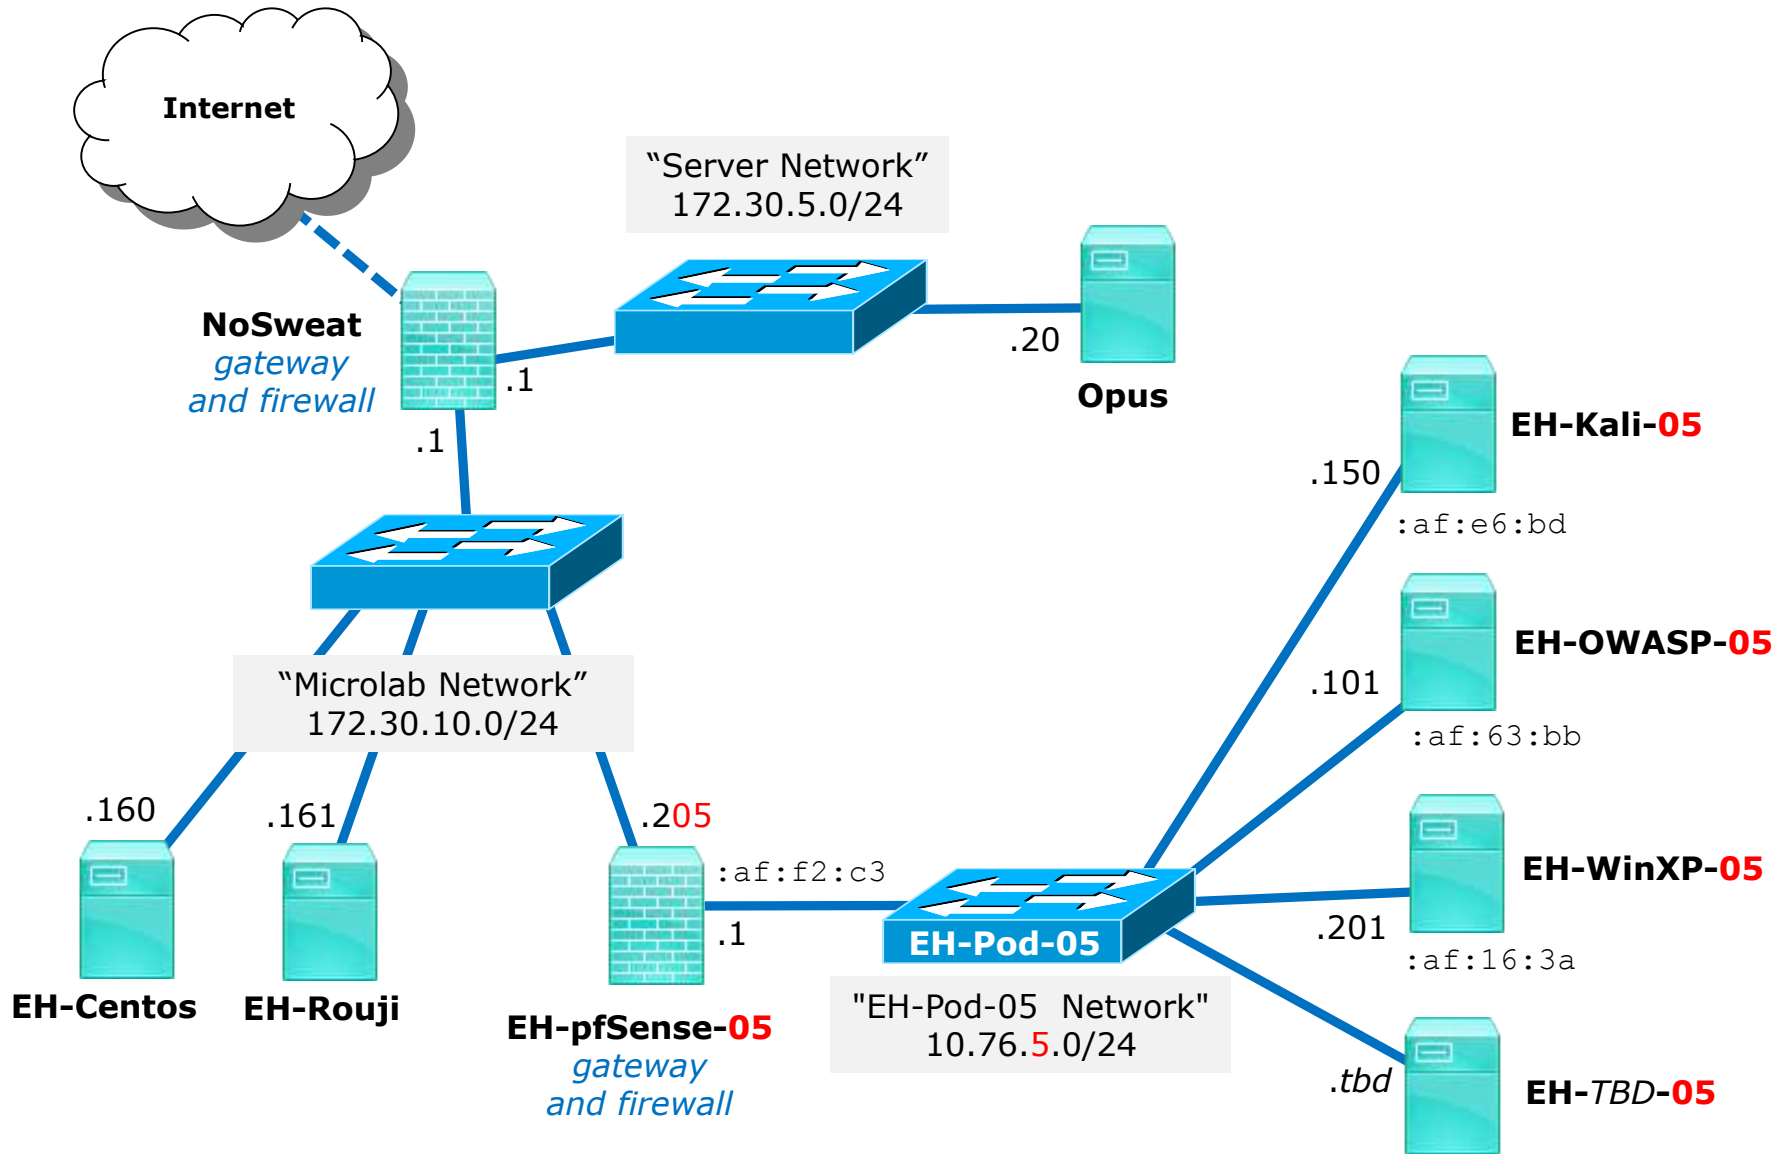 Internet
“Server Network”
172.30.5.0/24
NoSweat
gateway
and firewall
.1
.20
Opus
.1
EH-Kali-05
.150
:af:e6:bd
“Microlab Network”
172.30.10.0/24
EH-OWASP-05
.101
:af:63:bb
.160
.161
.205
:af:f2:c3
.1
EH-Pod-05
EH-WinXP-05
.201
:af:16:3a
EH-Centos
EH-Rouji
EH-pfSense-05
gateway
and firewall
"EH-Pod-05  Network"
10.76.5.0/24
.tbd
EH-TBD-05